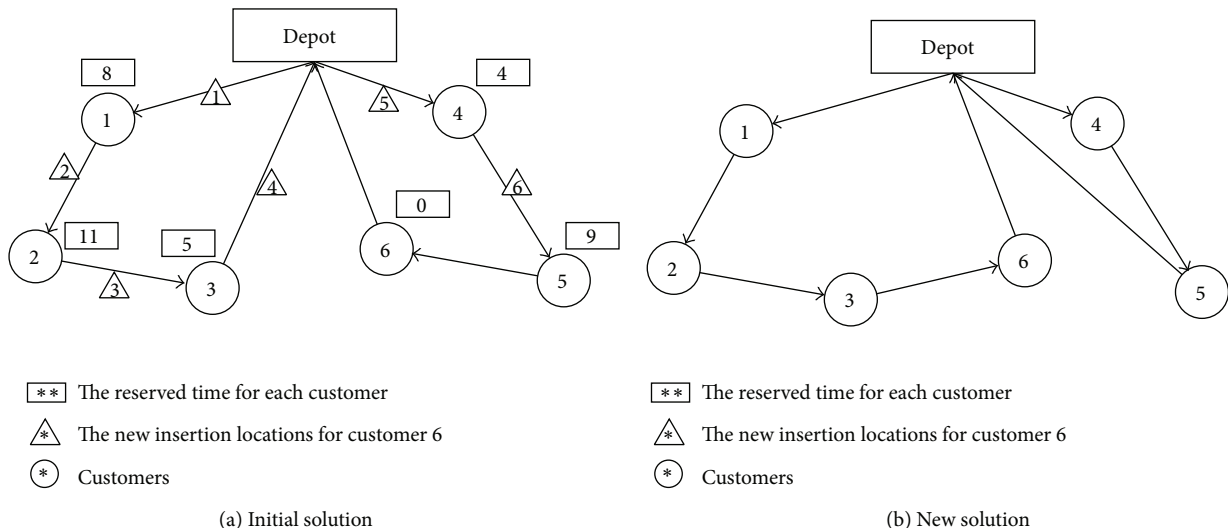 Depot
8
4
1
1
5
4
2
4
6
11
5
0
9
2
3
3
6
5
** The reserved time for each customer
* The new insertion locations for customer 6
* Customers
(a) Initial solution
Depot
1
4
2
3
6
5
** The reserved time for each customer
* The new insertion locations for customer 6
* Customers
(b) New solution